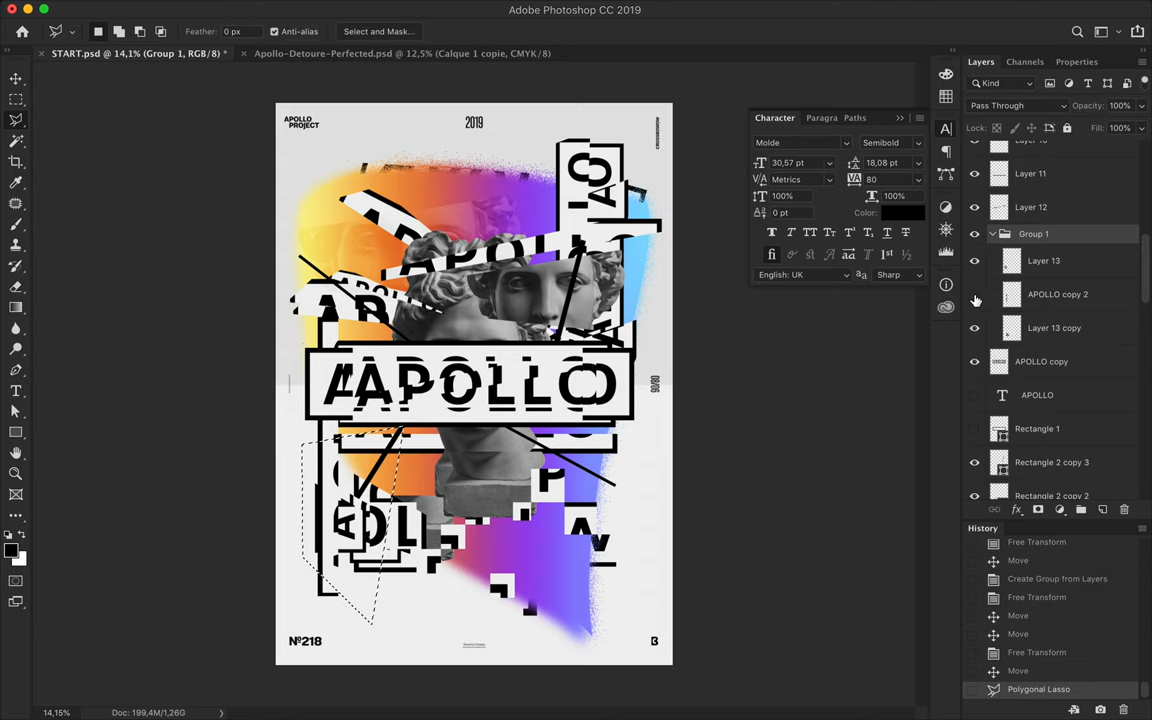 Adobe Photoshop CC 2019
Feather: 0 px
Anti-alias
Select and Mask...
START.psd @ 14,1% (Group 1, RGB/8) *
Apollo-Detoure-Perfected.psd @ 12,5% (Calque 1 copie, CMYK/8)
APOLLO
PROJECT
2019
90/80
APOLLO
Nº218
Character
Paragra
Paths
Molde
Semibold
30,57 pt
18,08 pt
Metrics
80
100%
100%
0 pt
Color:
English: UK
Sharp
Layers
Channels
Properties
Kind
Pass Through
Opacity: 100%
Lock:
Fill: 100%
Layer 11
Layer 12
Group 1
Layer 13
APOLLO copy 2
Layer 13 copy
APOLLO copy
APOLLO
Rectangle 1
Rectangle 2 copy 3
Rectangle 2 copy 2
History
Free Transform
Move
Create Group from Layers
Free Transform
Move
Move
Free Transform
Move
Polygonal Lasso
14,15%
Doc: 199,4M/1,26G